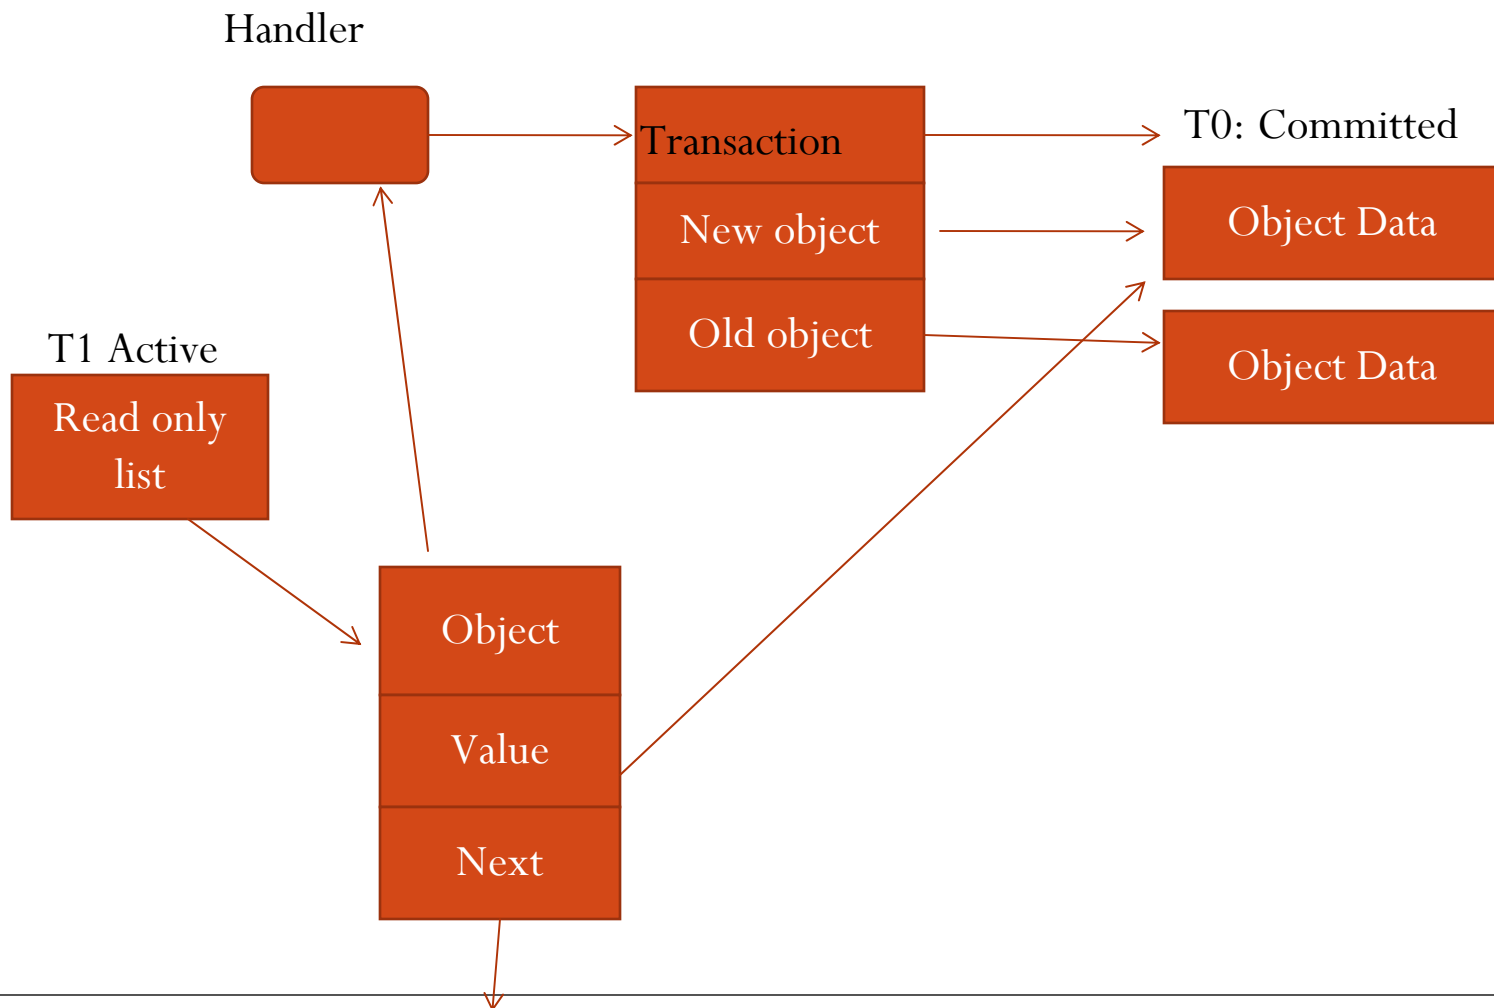 Handler
Transaction
T0: Committed
New object
Object Data
Old object
Object Data
T1 Active
Read only
list
Object
Value
Next